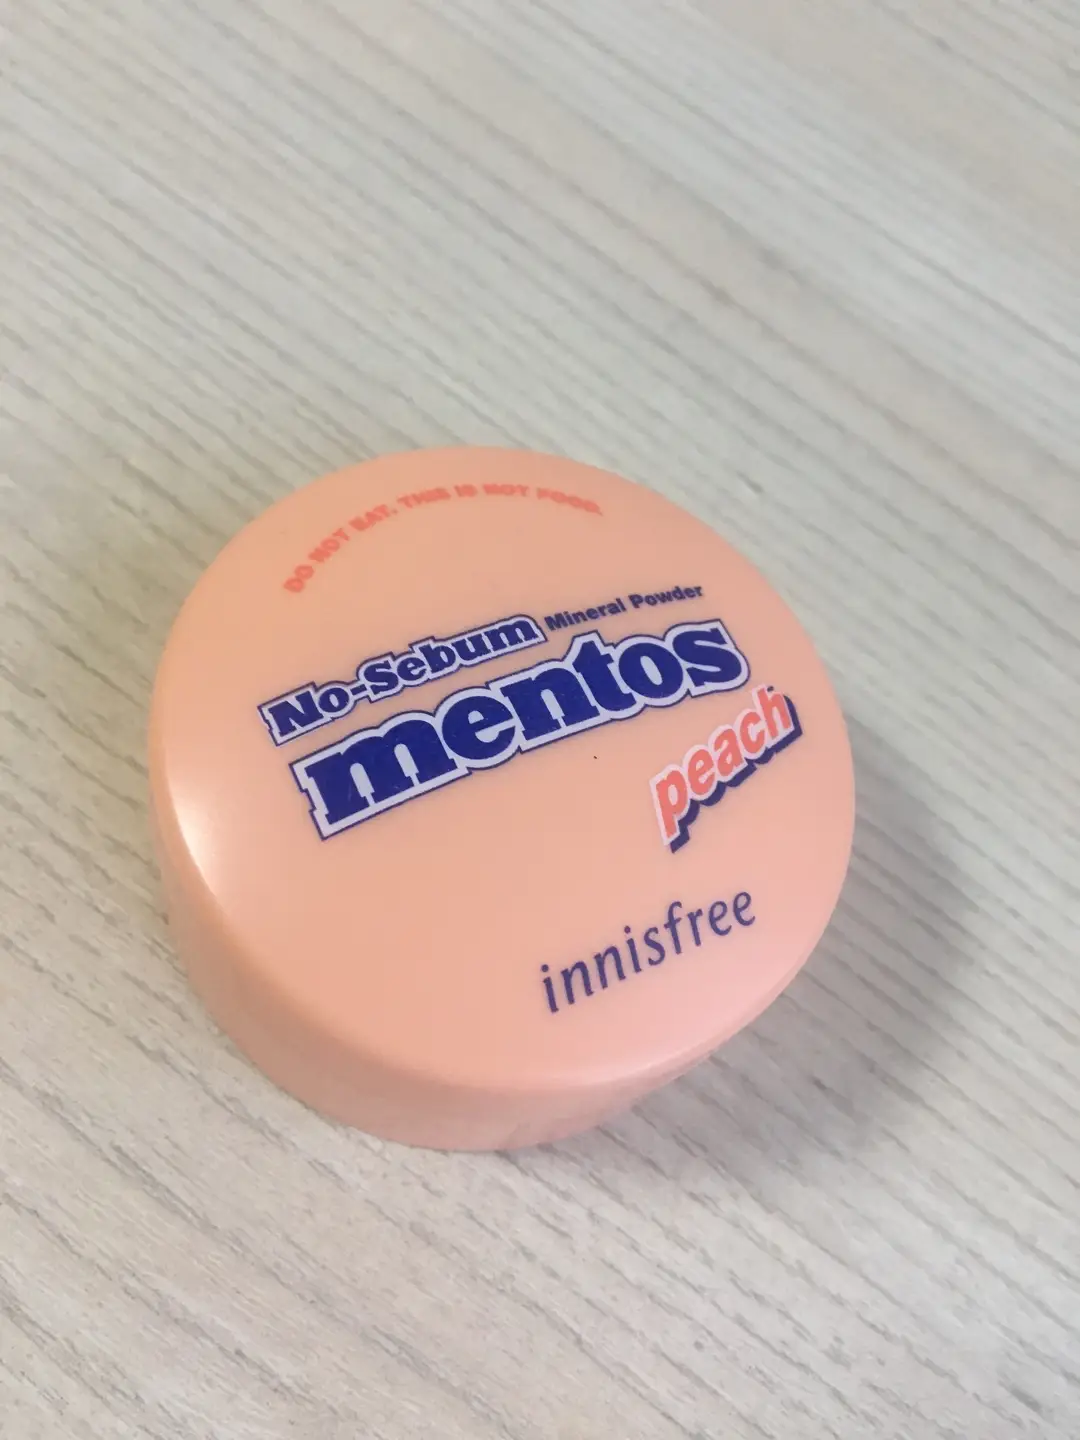 DO NOT EAT. THIS IS NOT FOOD.
No-Sebum Mineral Powder
mentos
peach
innisfree